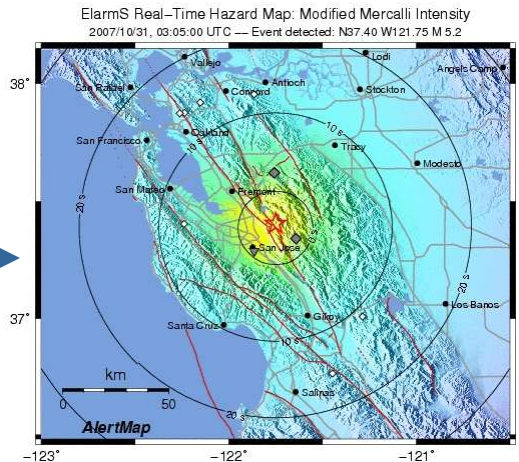 ElarmS Real-Time Hazard Map: Modified Mercalli Intensity
2007/10/31, 03:05:00 UTC -- Event detected: N37.40 W121.75 M 5.2
Lodi
Vallejo
Angels Camp
38°
San Rafael
Antioch
Concord
Stockton
10 s
Oakland
San Francisco
10 s
Tracy
Modesto
San Mateo
Fremont
20 s
0 s
San Jose
20 s
Los Banos
37°
Gilroy
Santa Cruz
10 s
km
0
50
Salinas
20 s
AlertMap
-123°
-122°
-121°